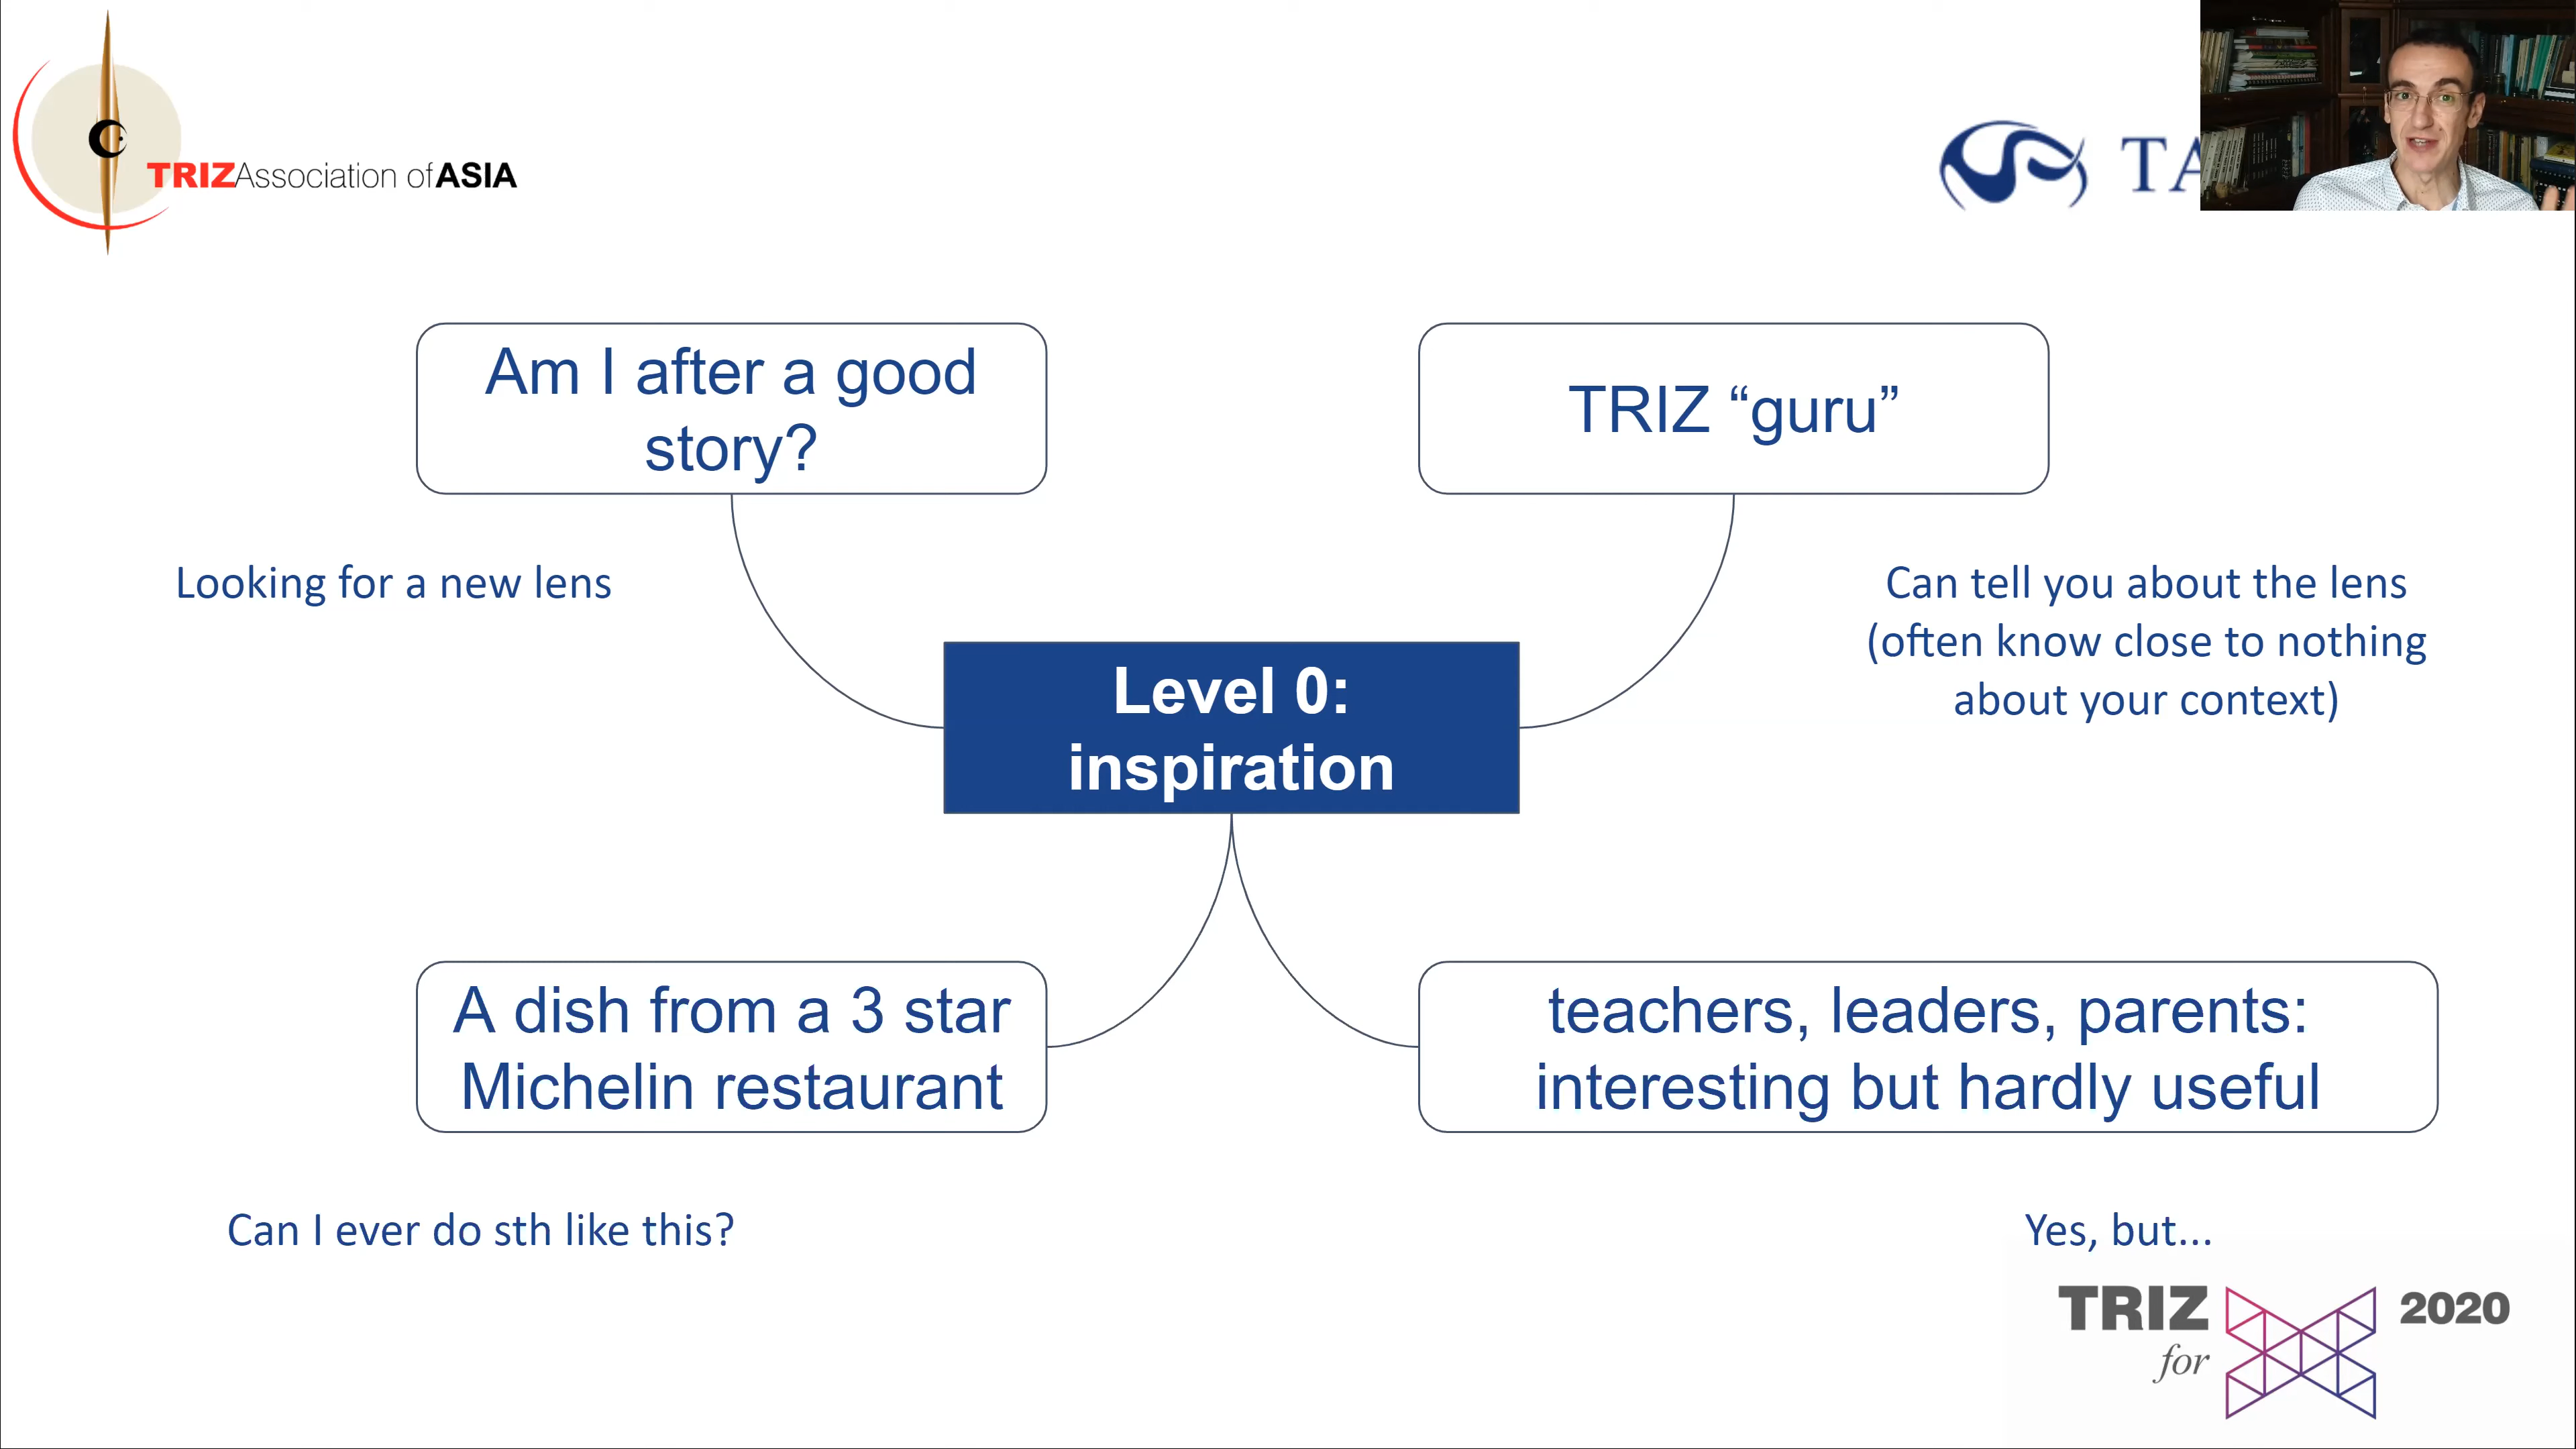 TRIZ Association of ASIA
TA
Am I after a good
story?
TRIZ “guru”
Looking for a new lens
Can tell you about the lens
(often know close to nothing
about your context)
Level 0:
inspiration
A dish from a 3 star
Michelin restaurant
teachers, leaders, parents:
interesting but hardly useful
Can I ever do sth like this?
Yes, but...
TRIZ
for
2020